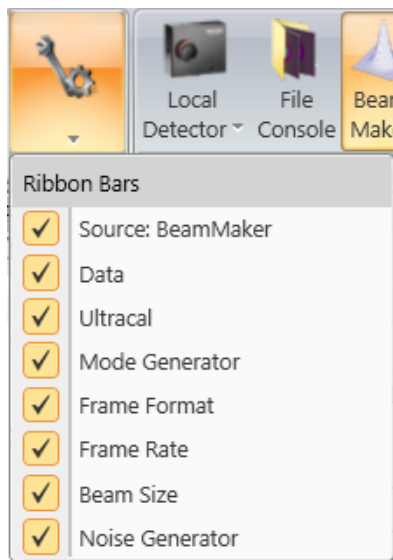 Local
Detector
File
Console
Ribbon Bars
Source: BeamMaker
Data
Ultracal
Mode Generator
Frame Format
Frame Rate
Beam Size
Noise Generator